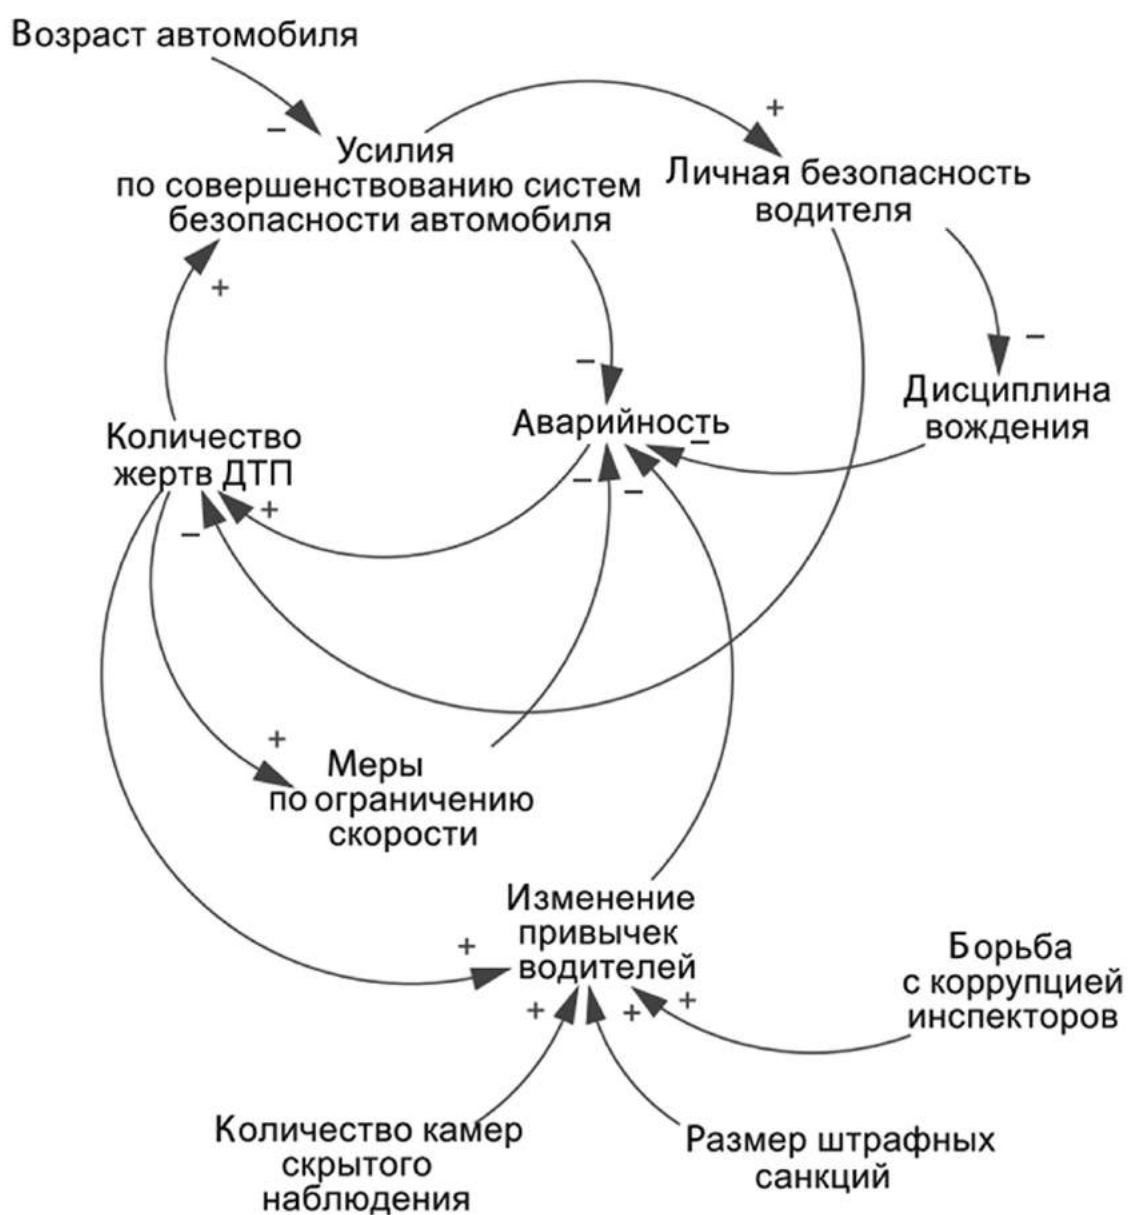 Возраст автомобиля
–
+
Усилия
по совершенствованию систем
безопасности автомобиля
Личная безопасность
водителя
+
–
–
Дисциплина
вождения
Аварийность
–
Количество
жертв ДТП
–
–
+
–
+
Меры
по ограничению
скорости
Изменение
привычек
водителей
+
Борьба
с коррупцией
инспекторов
+
+
+
Количество камер
скрытого
наблюдения
Размер штрафных
санкций